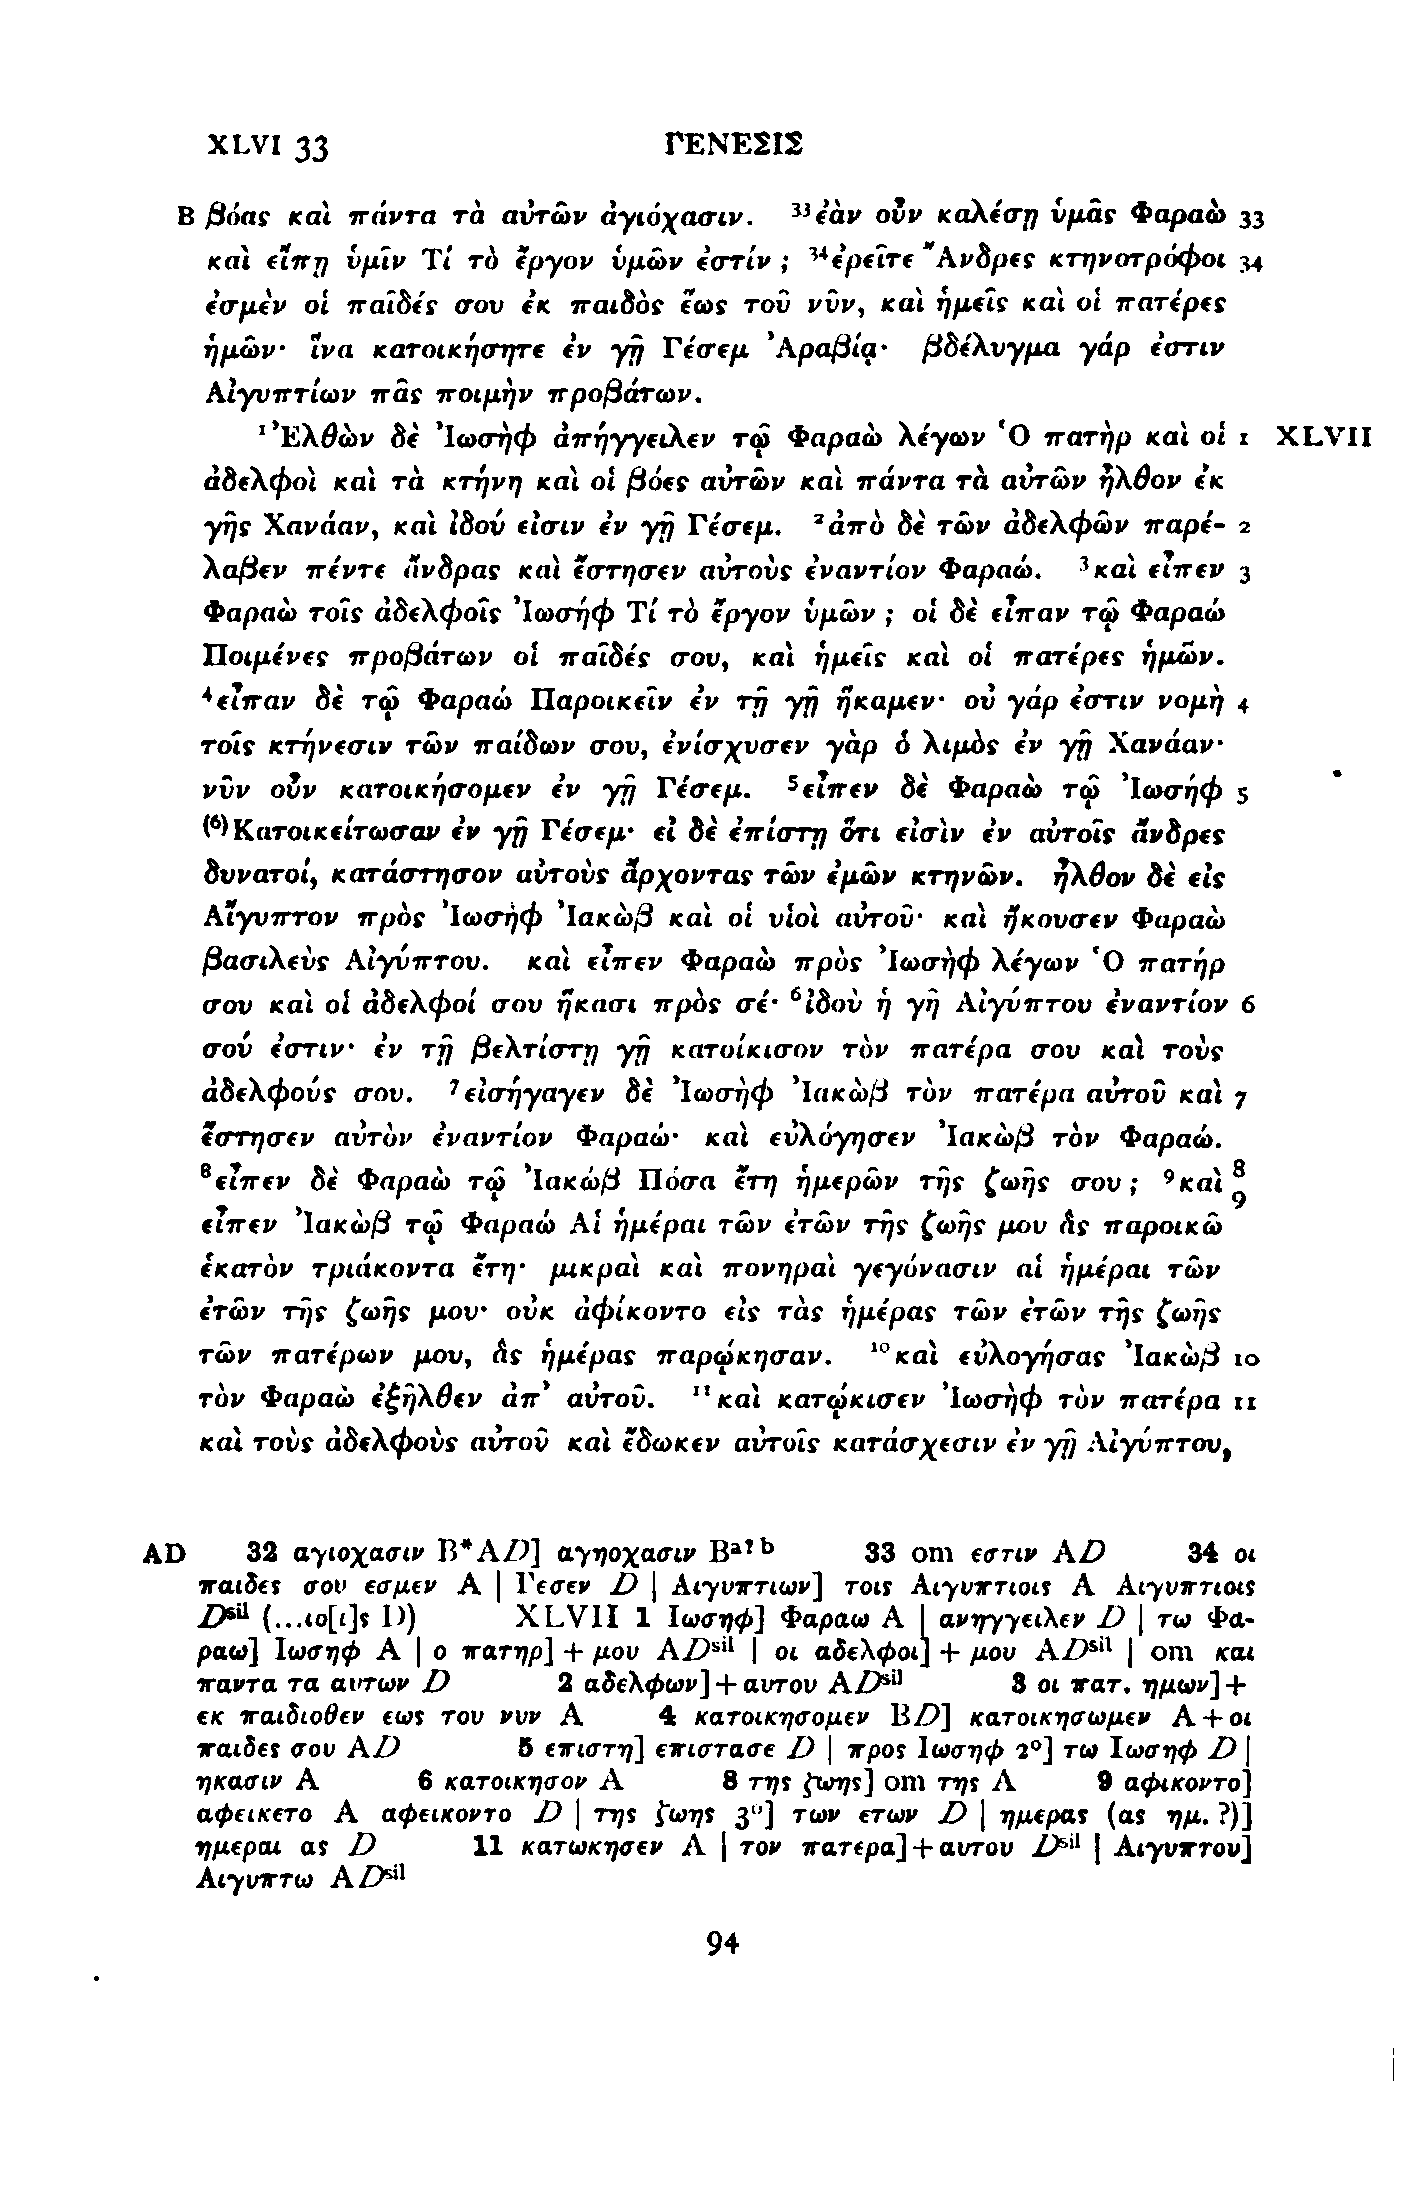 XLVI 33 ΓΕΝΕΣΙΣ
B βόας καὶ πάντα τὰ αὐτῶν ἀγιόχασιν. ³³ἐὰν οὖν καλέσῃ ὑμᾶς Φαραὼ 33
καὶ εἴπῃ ὑμῖν Τί τὸ ἔργον ὑμῶν ἐστίν ; ³⁴ἐρεῖτε Ἄνδρες κτηνοτρόφοι 34
ἐσμὲν οἱ παῖδές σου ἐκ παιδὸς ἕως τοῦ νῦν, καὶ ἡμεῖς καὶ οἱ πατέρες
ἡμῶν· ἵνα κατοικήσητε ἐν γῇ Γέσεμ Ἀραβίᾳ· βδέλυγμα γάρ ἐστιν
Αἰγυπτίων πᾶς ποιμὴν προβάτων.
¹Ἐλθὼν δὲ Ἰωσὴφ ἀπήγγειλεν τῷ Φαραὼ λέγων Ὁ πατὴρ καὶ οἱ 1 XLVII
ἀδελφοὶ καὶ τὰ κτήνη καὶ οἱ βόες αὐτῶν καὶ πάντα τὰ αὐτῶν ἦλθον ἐκ
γῆς Χανάαν, καὶ ἰδού εἰσιν ἐν γῇ Γέσεμ. ²ἀπὸ δὲ τῶν ἀδελφῶν παρέ- 2
λαβεν πέντε ἄνδρας καὶ ἔστησεν αὐτοὺς ἐναντίον Φαραώ. ³καὶ εἶπεν 3
Φαραὼ τοῖς ἀδελφοῖς Ἰωσήφ Τί τὸ ἔργον ὑμῶν ; οἱ δὲ εἶπαν τῷ Φαραώ
Ποιμένες προβάτων οἱ παῖδές σου, καὶ ἡμεῖς καὶ οἱ πατέρες ἡμῶν.
⁴εἶπαν δὲ τῷ Φαραώ Παροικεῖν ἐν τῇ γῇ ἥκαμεν· οὐ γάρ ἐστιν νομὴ 4
τοῖς κτήνεσιν τῶν παίδων σου, ἐνίσχυσεν γὰρ ὁ λιμὸς ἐν γῇ Χανάαν·
νῦν οὖν κατοικήσομεν ἐν γῇ Γέσεμ. ⁵εἶπεν δὲ Φαραὼ τῷ Ἰωσήφ 5
⁽⁶⁾Κατοικείτωσαν ἐν γῇ Γέσεμ· εἰ δὲ ἐπίστῃ ὅτι εἰσὶν ἐν αὐτοῖς ἄνδρες
δυνατοί, κατάστησον αὐτοὺς ἄρχοντας τῶν ἐμῶν κτηνῶν. ἦλθον δὲ εἰς
Αἴγυπτον πρὸς Ἰωσὴφ Ἰακὼβ καὶ οἱ υἱοὶ αὐτοῦ· καὶ ἤκουσεν Φαραὼ
βασιλεὺς Αἰγύπτου. καὶ εἶπεν Φαραὼ πρὸς Ἰωσὴφ λέγων Ὁ πατήρ
σου καὶ οἱ ἀδελφοί σου ἥκασι πρὸς σέ· ⁶ἰδοὺ ἡ γῆ Αἰγύπτου ἐναντίον 6
σού ἐστιν· ἐν τῇ βελτίστῃ γῇ κατοίκισον τὸν πατέρα σου καὶ τοὺς
ἀδελφούς σου. ⁷εἰσήγαγεν δὲ Ἰωσὴφ Ἰακὼβ τὸν πατέρα αὐτοῦ καὶ 7
ἔστησεν αὐτὸν ἐναντίον Φαραώ· καὶ εὐλόγησεν Ἰακὼβ τὸν Φαραώ.
⁸εἶπεν δὲ Φαραὼ τῷ Ἰακώβ Πόσα ἔτη ἡμερῶν τῆς ζωῆς σου ; ⁹καὶ 8 9
εἶπεν Ἰακὼβ τῷ Φαραώ Αἱ ἡμέραι τῶν ἐτῶν τῆς ζωῆς μου ἃς παροικῶ
ἑκατὸν τριάκοντα ἔτη· μικραὶ καὶ πονηραὶ γεγόνασιν αἱ ἡμέραι τῶν
ἐτῶν τῆς ζωῆς μου· οὐκ ἀφίκοντο εἰς τὰς ἡμέρας τῶν ἐτῶν τῆς ζωῆς
τῶν πατέρων μου, ἃς ἡμέρας παρῴκησαν. ¹⁰καὶ εὐλογήσας Ἰακὼβ 10
τὸν Φαραὼ ἐξῆλθεν ἀπ’ αὐτοῦ. ¹¹καὶ κατῴκισεν Ἰωσὴφ τὸν πατέρα 11
καὶ τοὺς ἀδελφοὺς αὐτοῦ καὶ ἔδωκεν αὐτοῖς κατάσχεσιν ἐν γῇ Αἰγύπτου,
AD 32 αγιοχασιν B*AD] αγηοχασιν Bᵃ?ᵇ 33 om εστιν AD 34 οι
παιδες σου εσμεν A | Γεσεν D | Αιγυπτιων] τοις Αιγυπτιοις A Αιγυπτιοις
Dˢⁱˡ (...ιο[ι]ς D) XLVII 1 Ιωσηφ] Φαραω A | ανηγγειλεν D | τω Φα-
ραω] Ιωσηφ A | ο πατηρ] + μου ADˢⁱˡ | οι αδελφοι] + μου ADˢⁱˡ | om και
παντα τα αυτων D 2 αδελφων] + αυτου ADˢⁱˡ 3 οι πατ. ημων] +
εκ παιδιοθεν εως του νυν A 4 κατοικησομεν BD] κατοικησωμεν A + οι
παιδες σου AD 5 επιστη] επιστασε D | προς Ιωσηφ 2°] τω Ιωσηφ D |
ηκασιν A 6 κατοικησον A 8 της ζωης] om της A 9 αφικοντο]
αφεικετο A αφεικοντο D | της ζωης 3°] των ετων D | ημερας (ας ημ. ?)]
ημεραι ας D 11 κατωκησεν A | τον πατερα] + αυτου Dˢⁱˡ | Αιγυπτου]
Αιγυπτω ADˢⁱˡ
94